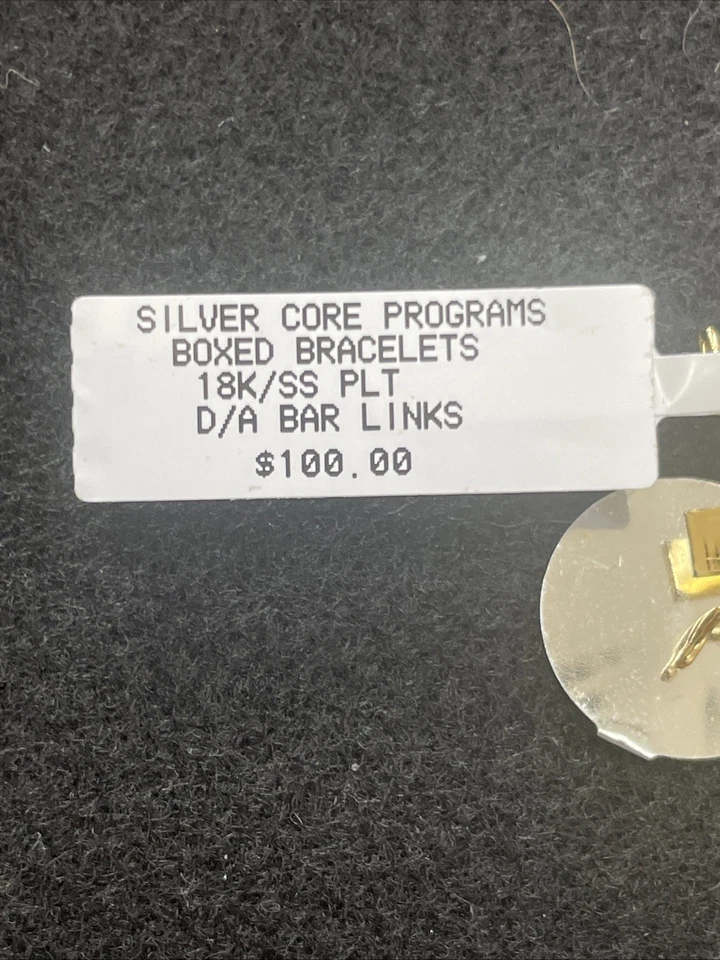 SILVER CORE PROGRAMS
BOXED BRACELETS
18K/SS PLT
D/A BAR LINKS
$100.00